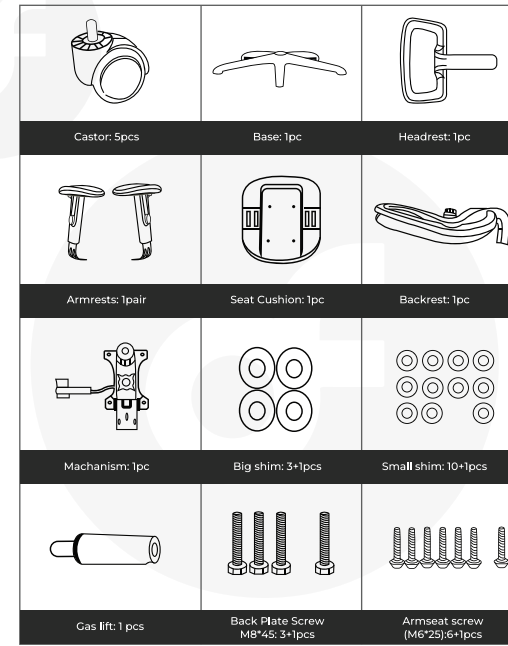 Castor: 5pcs
Base: 1pc
Headrest: 1pc
Armrests: 1pair
Seat Cushion: 1pc
Backrest: 1pc
Machanism: 1pc
Big shim: 3+1pcs
Small shim: 10+1pcs
Gas lift: 1 pcs
Back Plate Screw
M8*45: 3+1pcs
Armseat screw
(M6*25):6+1pcs